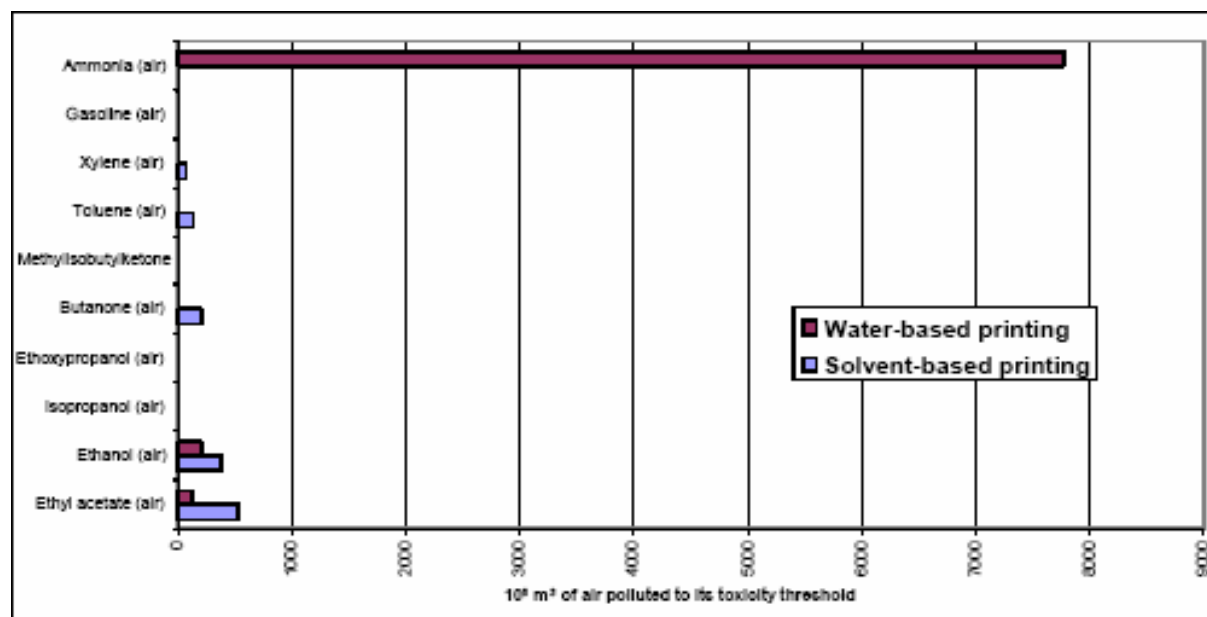 Ammonia (air)
Gasoline (air)
Xylene (air)
Toluene (air)
Methylisobutylketone
Butanone (air)
Ethoxypropanol (air)
Isopropanol (air)
Ethanol (air)
Ethyl acetate (air)
Water-based printing
Solvent-based printing
0 1000 2000 3000 4000 5000 6000 7000 8000 9000
m³ of air polluted to its toxicity threshold